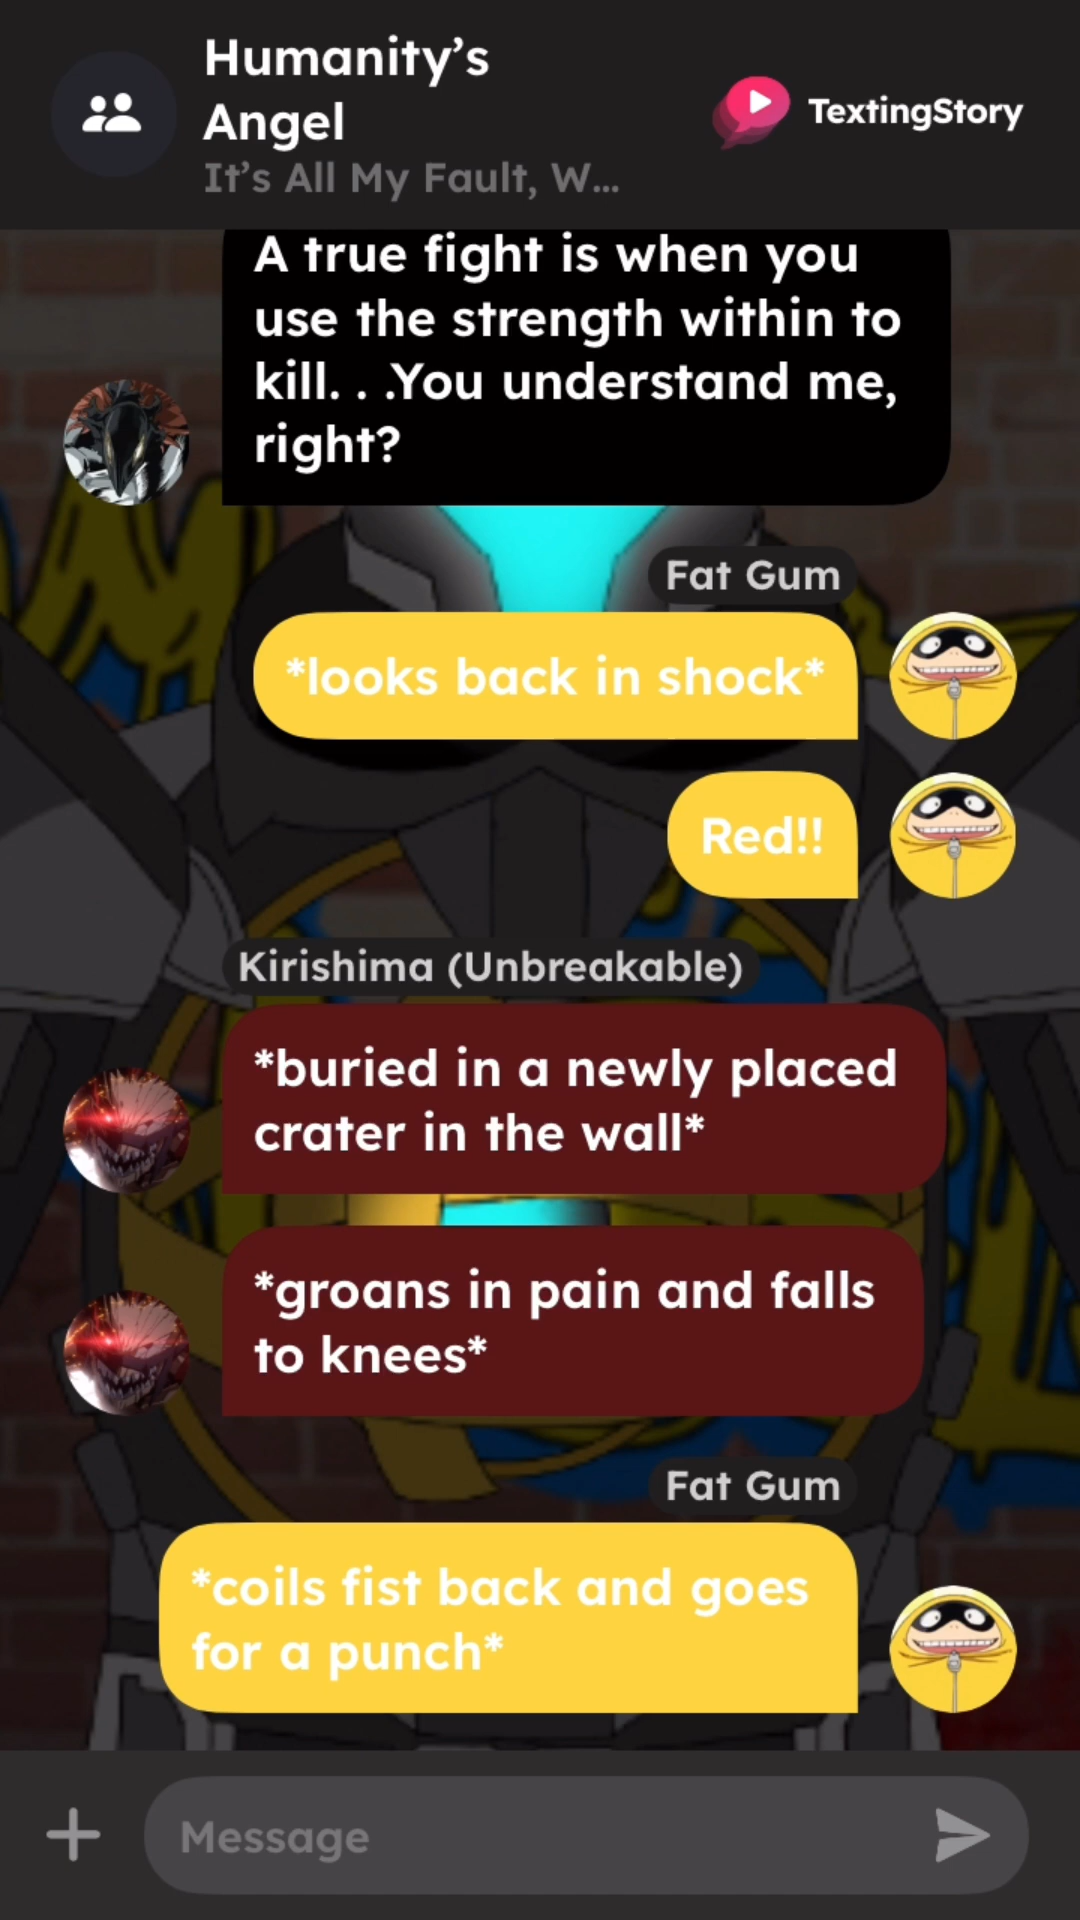 Humanity’s
Angel
It’s All My Fault, W...
TextingStory
A true fight is when you
use the strength within to
kill. . .You understand me,
right?
Fat Gum
*looks back in shock*
Red!!
Kirishima (Unbreakable)
*buried in a newly placed
crater in the wall*
*groans in pain and falls
to knees*
Fat Gum
*coils fist back and goes
for a punch*
Message